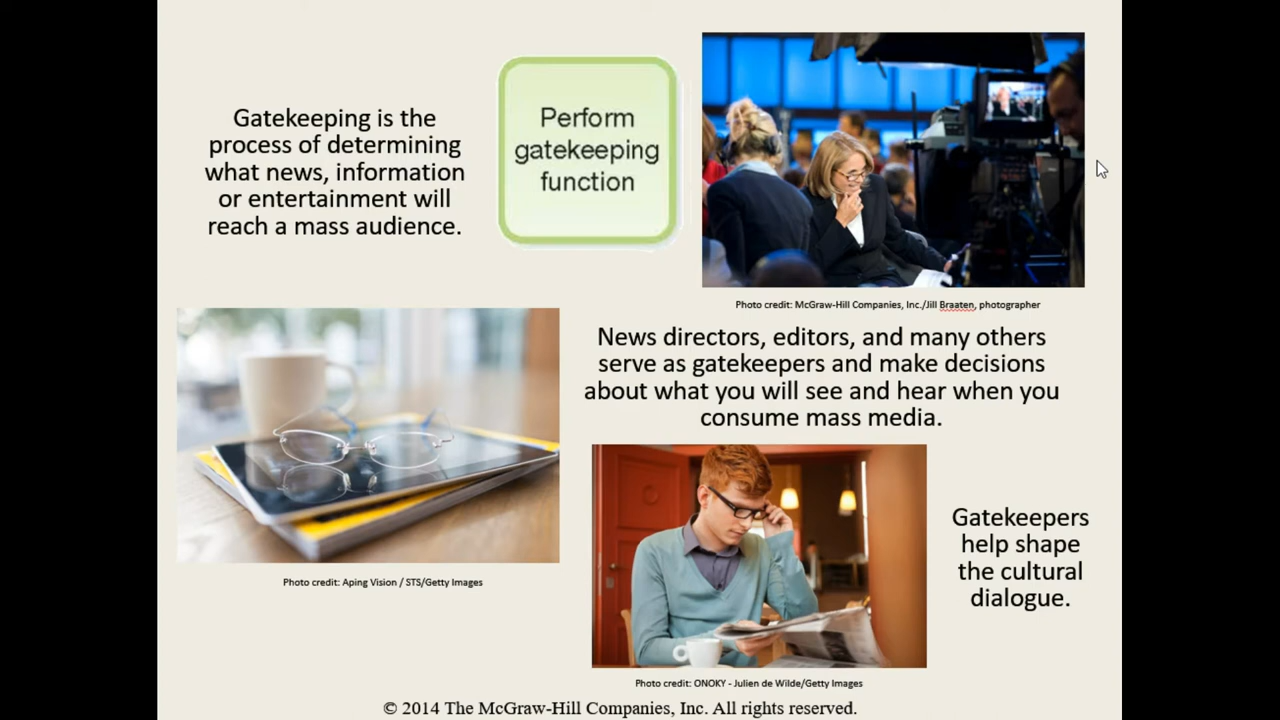 Gatekeeping is the
process of determining
what news, information
or entertainment will
reach a mass audience.
Perform
gatekeeping
function
Photo credit: McGraw-Hill Companies, Inc./Jill Braaten, photographer
News directors, editors, and many others
serve as gatekeepers and make decisions
about what you will see and hear when you
consume mass media.
Photo credit: Aping Vision / STS/Getty Images
Gatekeepers
help shape
the cultural
dialogue.
Photo credit: ONOKY - Julien de Wilde/Getty Images
© 2014 The McGraw-Hill Companies, Inc. All rights reserved.